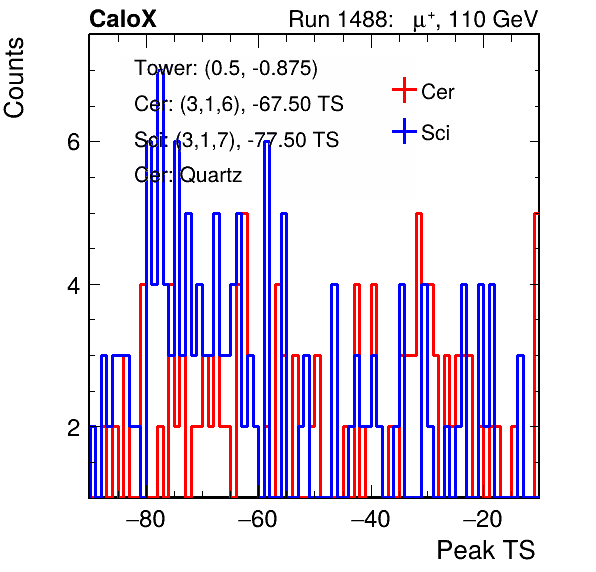 CaloX Run 1488: μ⁺, 110 GeV
Counts
Tower: (0.5, -0.875)
Cer: (3,1,6), -67.50 TS
Sci: (3,1,7), -77.50 TS
Cer: Quartz
Cer
Sci
6
4
2
−80 −60 −40 −20
Peak TS